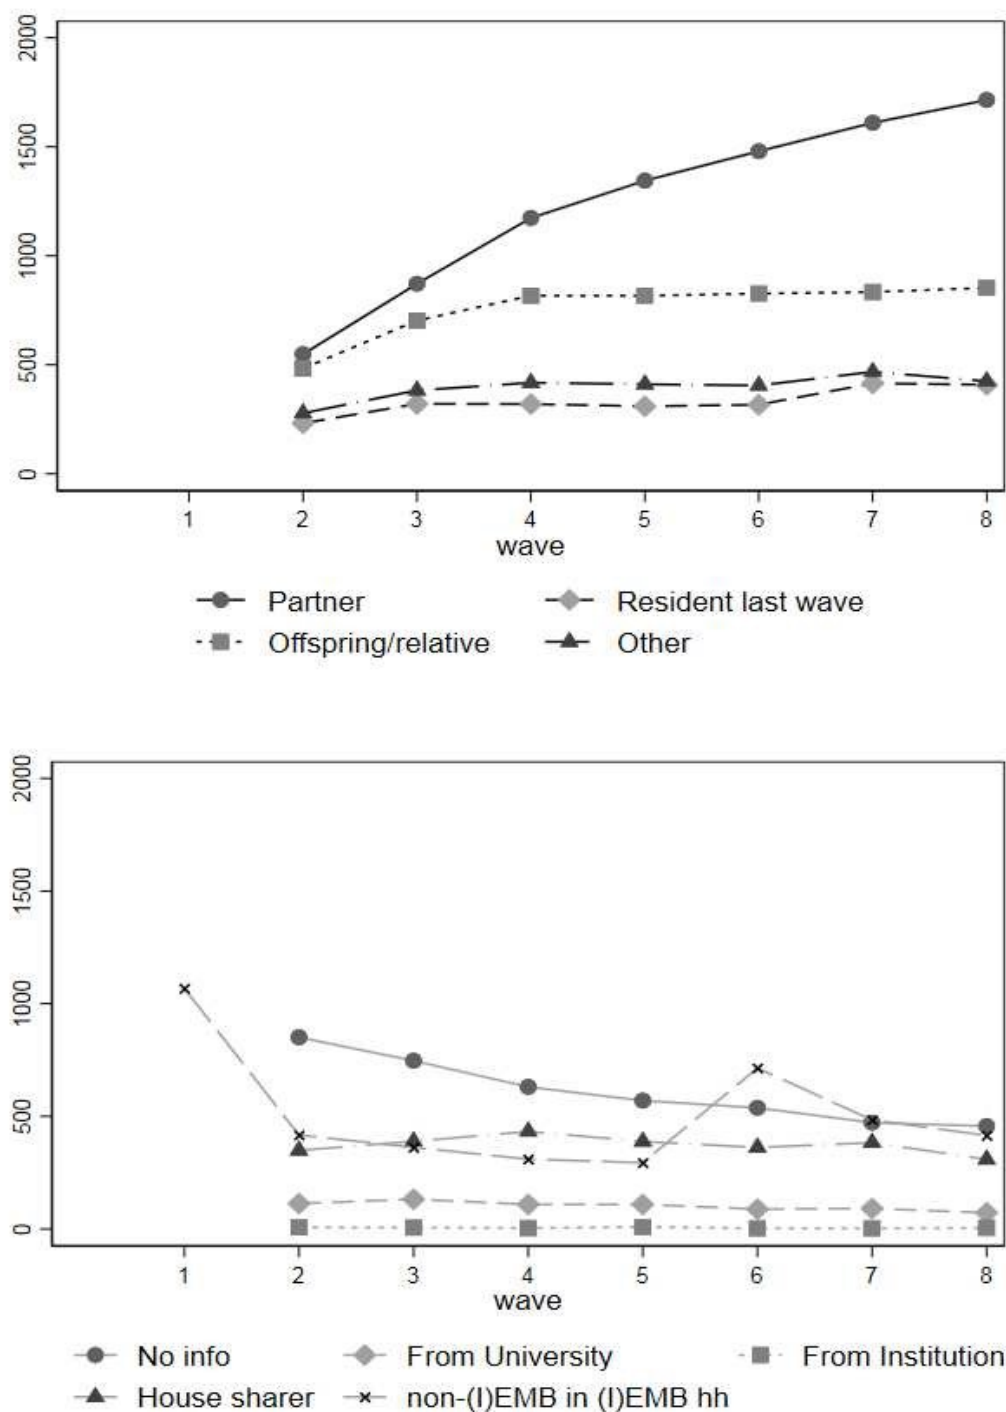 2000
1500
1000
500
0
1 2 3 4 5 6 7 8
wave
Partner Resident last wave
Offspring/relative Other
2000
1500
1000
500
0
1 2 3 4 5 6 7 8
wave
No info From University From Institution
House sharer non-(I)EMB in (I)EMB hh